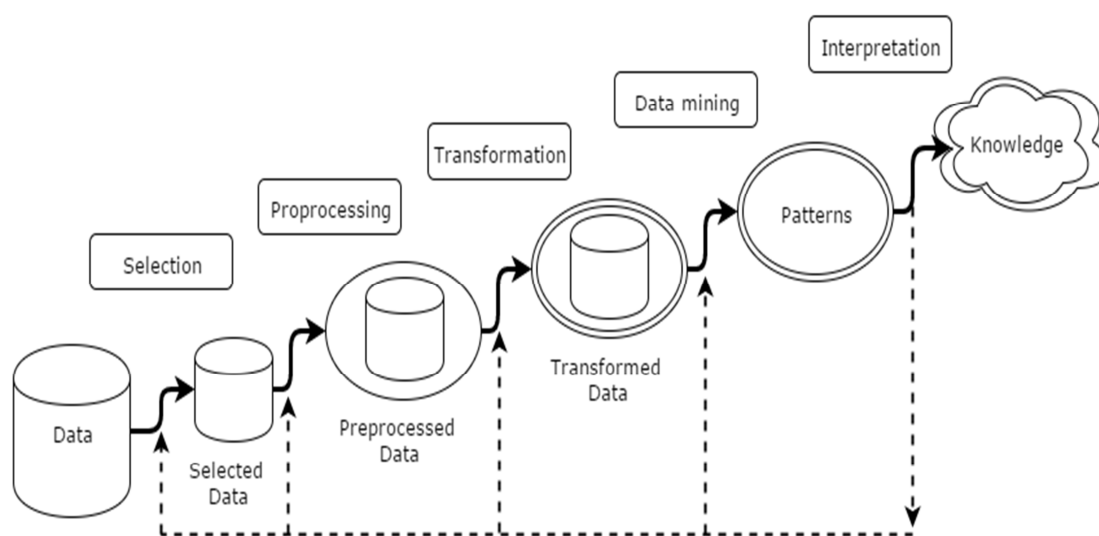 Interpretation
Data mining
Knowledge
Transformation
Proprocessing
Patterns
Selection
Transformed
Data
Data
Preprocessed
Data
Selected
Data